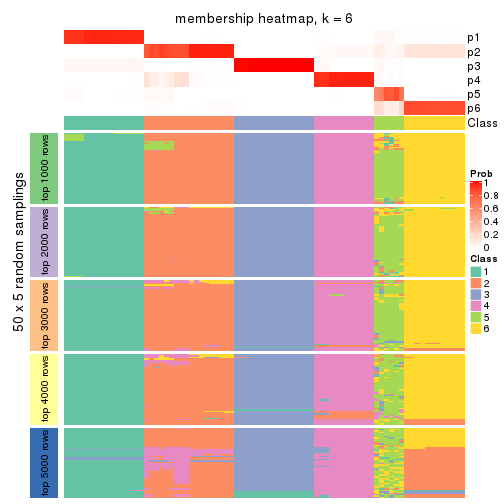 membership heatmap, k = 6
p1
p2
p3
p4
p5
p6
Class
50 x 5 random samplings
top 1000 rows
top 2000 rows
top 3000 rows
top 4000 rows
top 5000 rows
Prob
1
0.8
0.6
0.4
0.2
0
Class
1
2
3
4
5
6